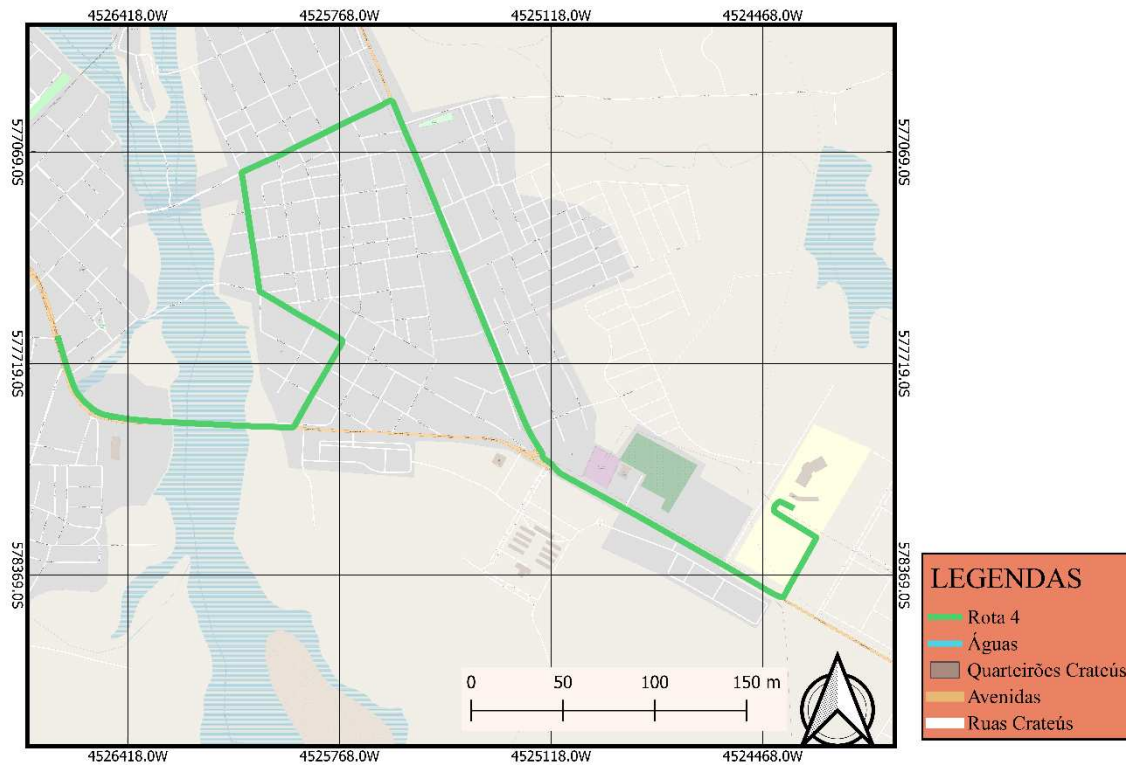 4526418.0W 4525768.0W 4525118.0W 4524468.0W
577069.0S 577069.0S
577719.0S 577719.0S
578369.0S 578369.0S
LEGENDAS
Rota 4
Águas
Quarteirões Crateús
Avenidas
Ruas Crateús
0 50 100 150 m
4526418.0W 4525768.0W 4525118.0W 4524468.0W